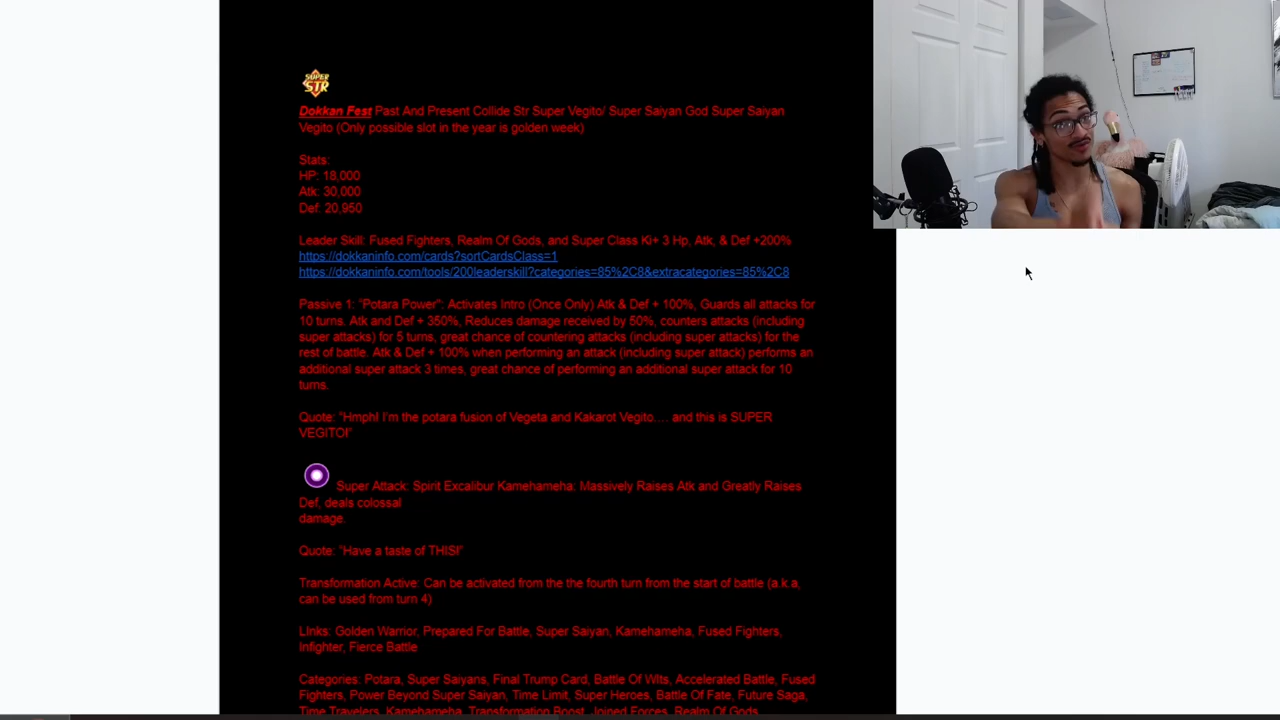 SUPER
STR
Dokkan Fest Past And Present Collide Str Super Vegito/ Super Saiyan God Super Saiyan
Vegito (Only possible slot in the year is golden week)
Stats:
HP: 18,000
Atk: 30,000
Def: 20,950
Leader Skill: Fused Fighters, Realm Of Gods, and Super Class Ki+ 3 Hp, Atk, & Def +200%
https://dokkaninfo.com/cards?sortCardsClass=1
https://dokkaninfo.com/tools/200leaderskill?categories=85%2C8&extracategories=85%2C8
Passive 1: "Potara Power": Activates Intro (Once Only) Atk & Def + 100%, Guards all attacks for
10 turns. Atk and Def + 350%, Reduces damage received by 50%, counters attacks (including
super attacks) for 5 turns, great chance of countering attacks (including super attacks) for the
rest of battle. Atk & Def + 100% when performing an attack (including super attack) performs an
additional super attack 3 times, great chance of performing an additional super attack for 10
turns.
Quote: "Hmph! I'm the potara fusion of Vegeta and Kakarot Vegito.... and this is SUPER
VEGITO!"
Super Attack: Spirit Excalibur Kamehameha: Massively Raises Atk and Greatly Raises
Def, deals colossal
damage.
Quote: "Have a taste of THIS!"
Transformation Active: Can be activated from the the fourth turn from the start of battle (a.k.a,
can be used from turn 4)
LInks: Golden Warrior, Prepared For Battle, Super Saiyan, Kamehameha, Fused Fighters,
Infighter, Fierce Battle
Categories: Potara, Super Saiyans, Final Trump Card, Battle Of WIts, Accelerated Battle, Fused
Fighters, Power Beyond Super Saiyan, Time Limit, Super Heroes, Battle Of Fate, Future Saga,
Time Travelers, Kamehameha, Transformation Boost, Joined Forces, Realm Of Gods,